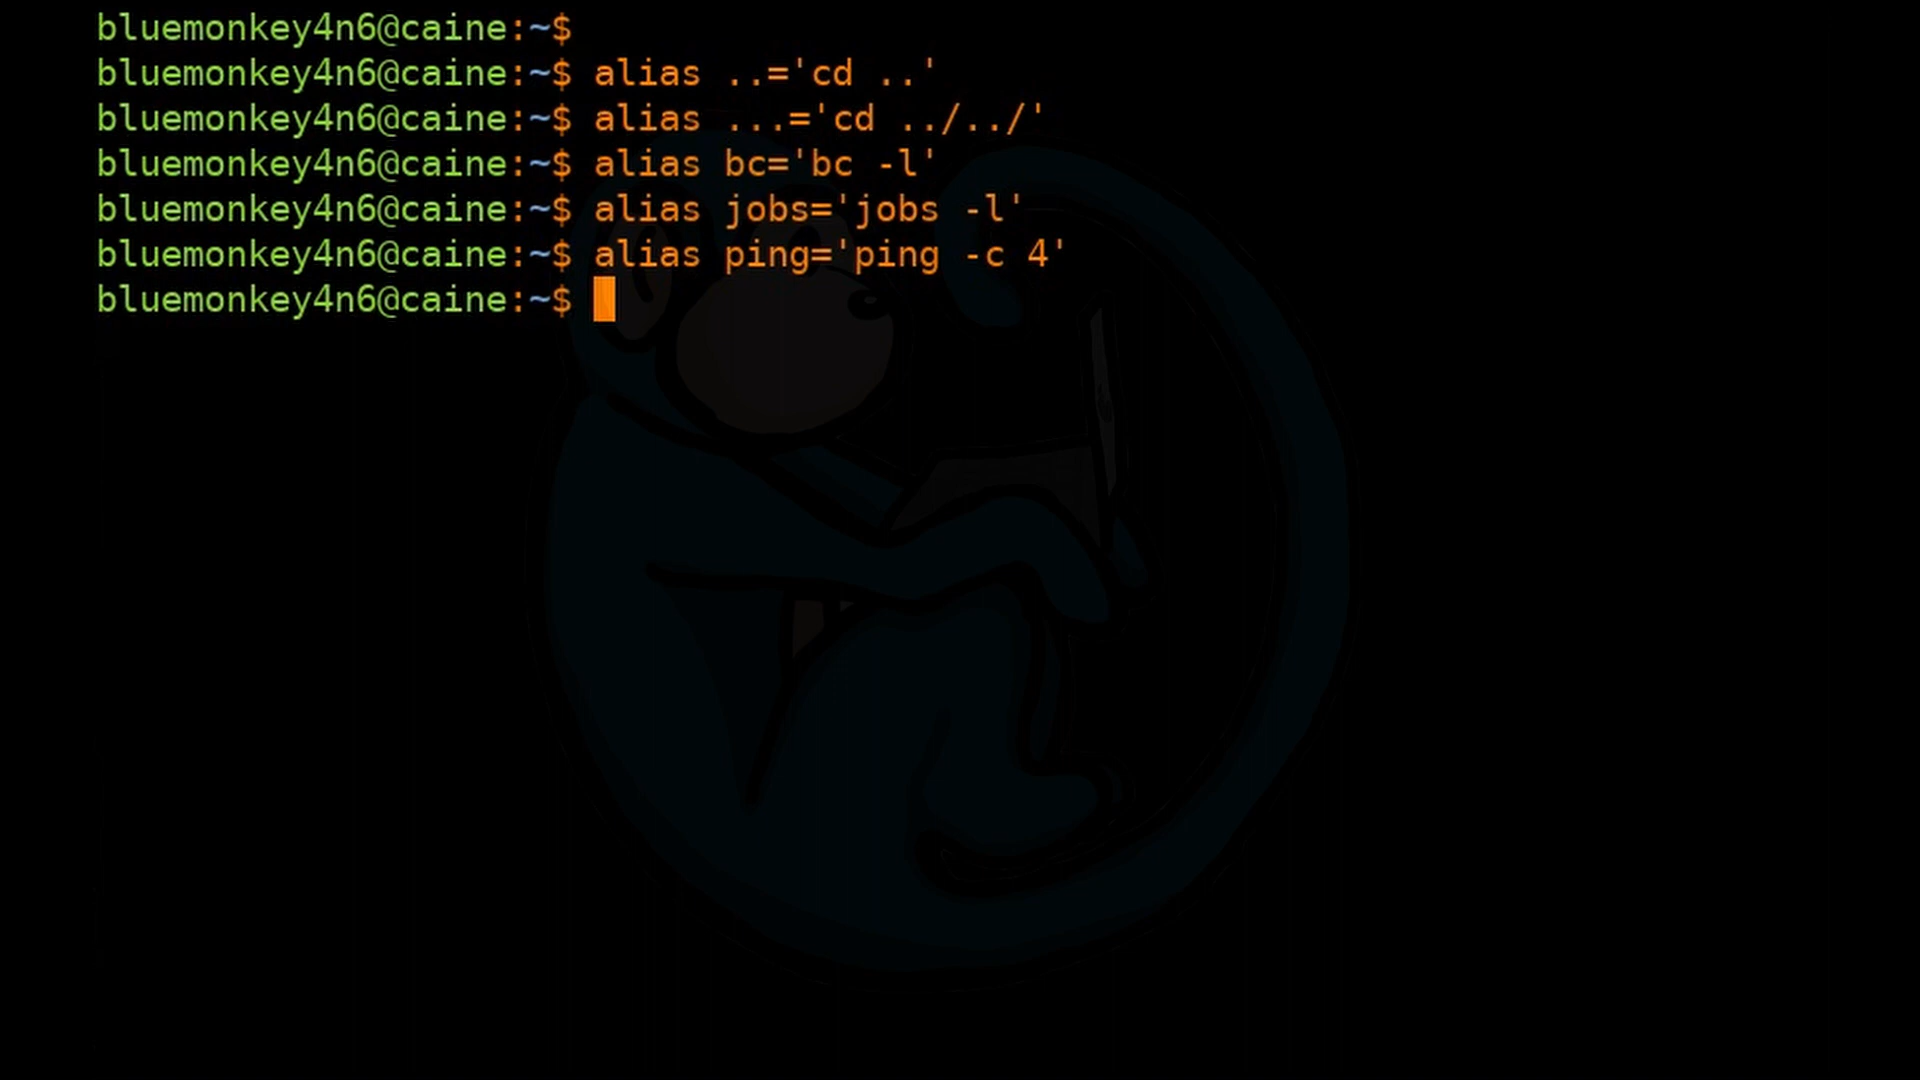 bluemonkey4n6@caine:~$
bluemonkey4n6@caine:~$ alias ..='cd ..'
bluemonkey4n6@caine:~$ alias ...='cd ../../'
bluemonkey4n6@caine:~$ alias bc='bc -l'
bluemonkey4n6@caine:~$ alias jobs='jobs -l'
bluemonkey4n6@caine:~$ alias ping='ping -c 4'
bluemonkey4n6@caine:~$